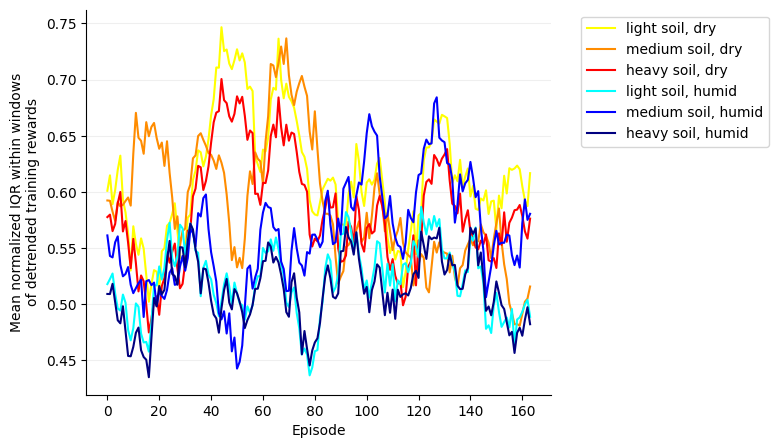 Mean normalized IQR within windows
of detrended training rewards
0.75
0.70
0.65
0.60
0.55
0.50
0.45
0
20
40
60
80
100
120
140
160
Episode
light soil, dry
medium soil, dry
heavy soil, dry
light soil, humid
medium soil, humid
heavy soil, humid